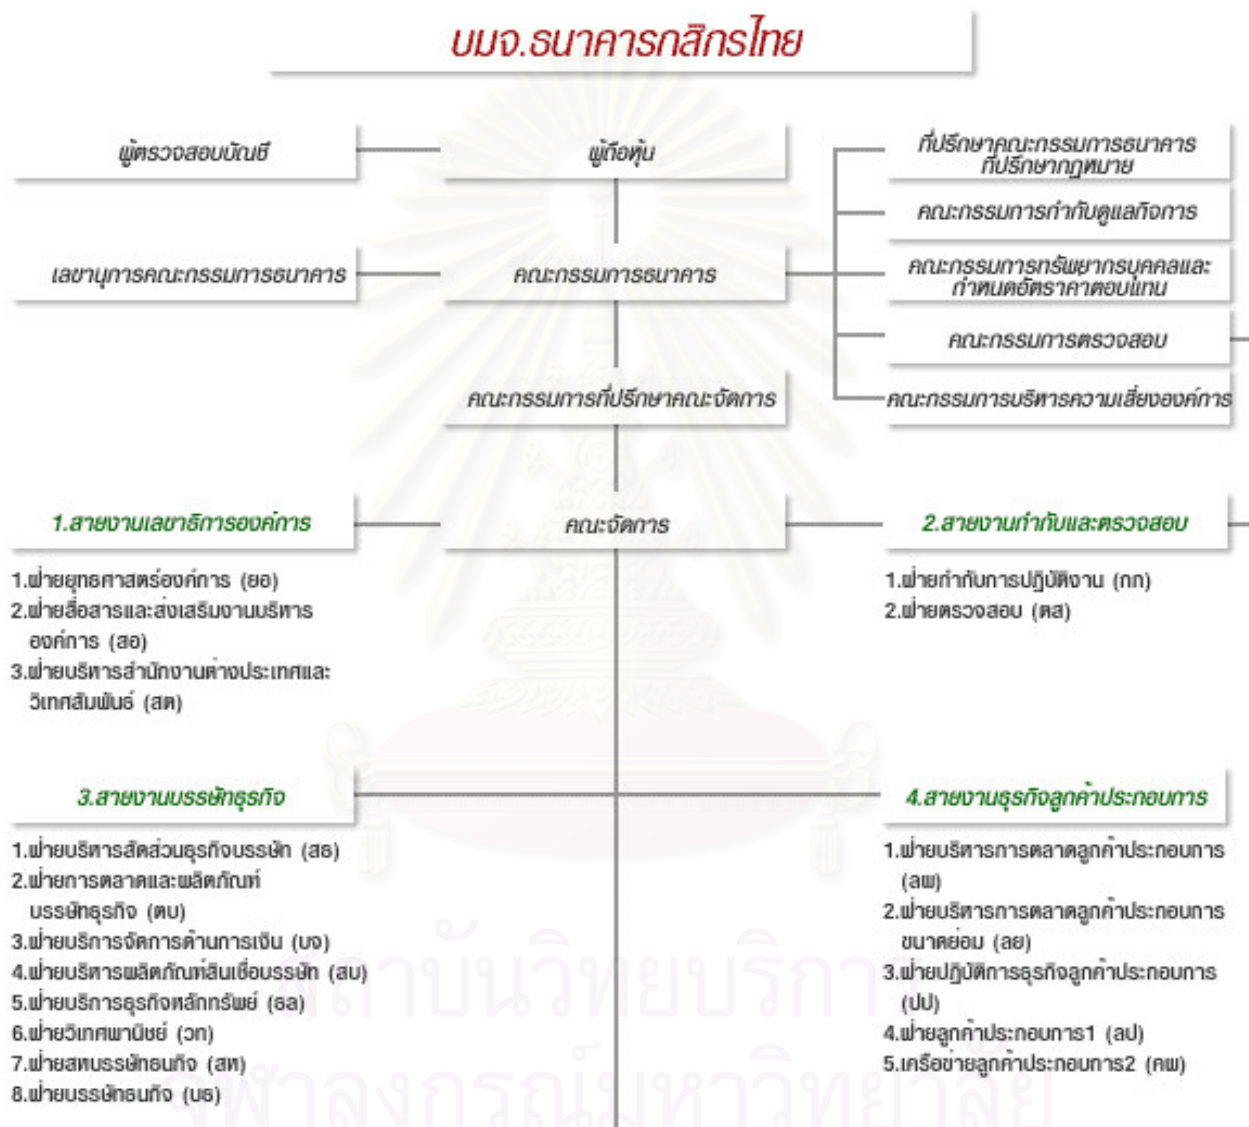 บมจ.ธนาคารกสิกรไทย
ผู้ตรวจสอบบัญชี
ผู้ถือหุ้น
ที่ปรึกษาคณะกรรมการธนาคาร
ที่ปรึกษากฎหมาย
คณะกรรมการกำกับดูแลกิจการ
เลขานุการคณะกรรมการธนาคาร
คณะกรรมการธนาคาร
คณะกรรมการทรัพยากรบุคคลและ
กำหนดอัตราค่าตอบแทน
คณะกรรมการตรวจสอบ
คณะกรรมการที่ปรึกษาคณะจัดการ
คณะกรรมการบริหารความเสี่ยงองค์การ
1.สายงานเลขาธิการองค์การ
คณะจัดการ
2.สายงานกำกับและตรวจสอบ
1.ฝ่ายยุทธศาสตร์องค์การ (ยอ)
2.ฝ่ายสื่อสารและส่งเสริมงานบริหาร
องค์การ (สอ)
3.ฝ่ายบริหารสำนักงานต่างประเทศและ
วิเทศสัมพันธ์ (สต)
1.ฝ่ายกำกับการปฏิบัติงาน (กก)
2.ฝ่ายตรวจสอบ (ตส)
3.สายงานบรรษัทธุรกิจ
4.สายงานธุรกิจลูกค้าประกอบการ
1.ฝ่ายบริหารสัดส่วนธุรกิจบรรษัท (สธ)
2.ฝ่ายการตลาดและผลิตภัณฑ์
บรรษัทธุรกิจ (ตบ)
3.ฝ่ายบริการจัดการด้านการเงิน (บจ)
4.ฝ่ายบริหารผลิตภัณฑ์สินเชื่อบรรษัท (สบ)
5.ฝ่ายบริการธุรกิจหลักทรัพย์ (ธล)
6.ฝ่ายวิเทศพาณิชย์ (วท)
7.ฝ่ายสหบรรษัทธนกิจ (สห)
8.ฝ่ายบรรษัทธนกิจ (บธ)
1.ฝ่ายบริหารการตลาดลูกค้าประกอบการ
(ลผ)
2.ฝ่ายบริหารการตลาดลูกค้าประกอบการ
ขนาดย่อม (ลย)
3.ฝ่ายปฏิบัติการธุรกิจลูกค้าประกอบการ
(ปป)
4.ฝ่ายลูกค้าประกอบการ1 (ลป)
5.เครือข่ายลูกค้าประกอบการ2 (คผ)
สถาบันวิทยบริการ
จุฬาลงกรณ์มหาวิทยาลัย